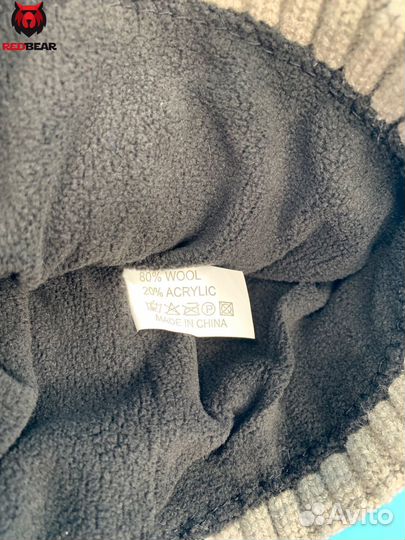 REDBEAR
80% WOOL
20% ACRYLIC
MADE IN CHINA
Avito